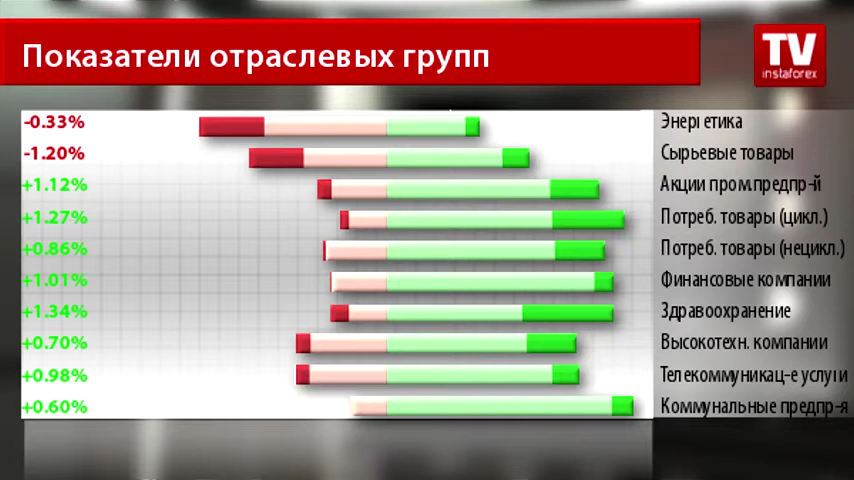 Показатели отраслевых групп
TV
instaforex
-0.33% Энергетика
-1.20% Сырьевые товары
+1.12% Акции пром.предпр-й
+1.27% Потреб. товары (цикл.)
+0.86% Потреб. товары (нецикл.)
+1.01% Финансовые компании
+1.34% Здравоохранение
+0.70% Высокотехн. компании
+0.98% Телекоммуникац-е услуги
+0.60% Коммунальные предпр-я